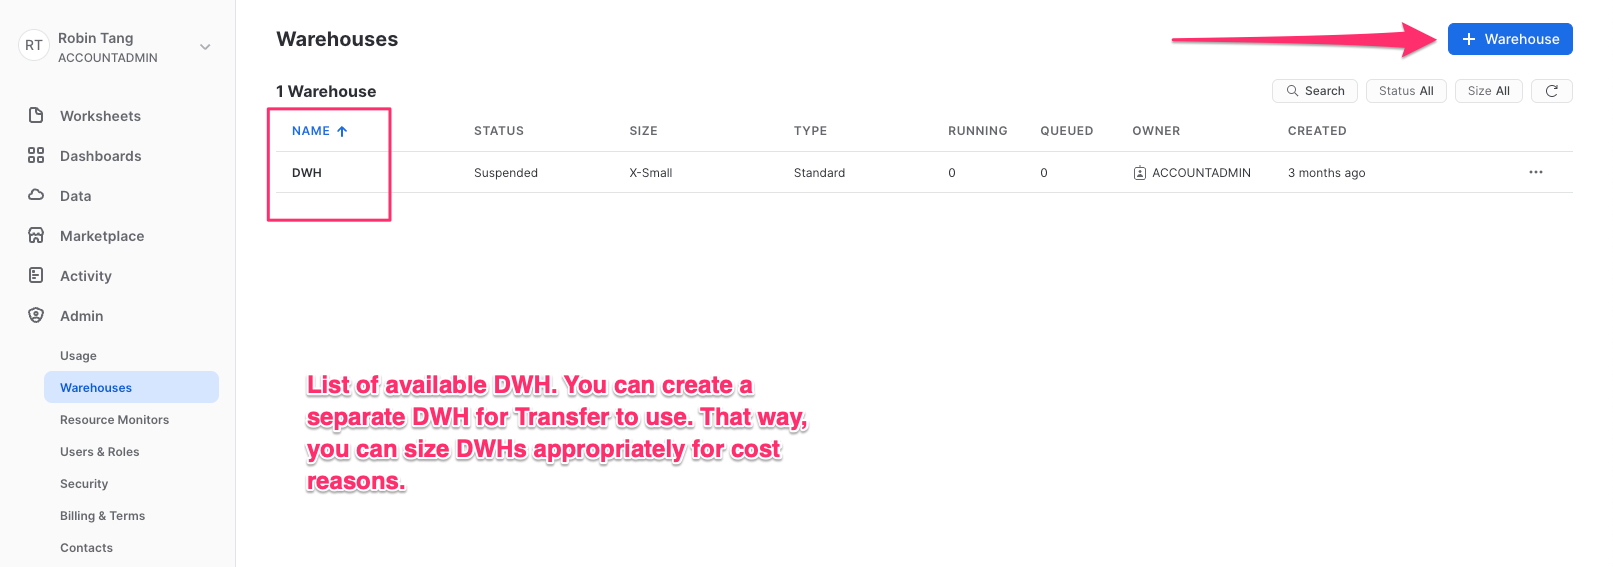 RT
Robin Tang
ACCOUNTADMIN
Worksheets
Dashboards
Data
Marketplace
Activity
Admin
Usage
Warehouses
Resource Monitors
Users & Roles
Security
Billing & Terms
Contacts
Warehouses
+ Warehouse
1 Warehouse
Search
Status All
Size All
NAME ↑ STATUS SIZE TYPE RUNNING QUEUED OWNER CREATED
DWH Suspended X-Small Standard 0 0 ACCOUNTADMIN 3 months ago ...
List of available DWH. You can create a
separate DWH for Transfer to use. That way,
you can size DWHs appropriately for cost
reasons.